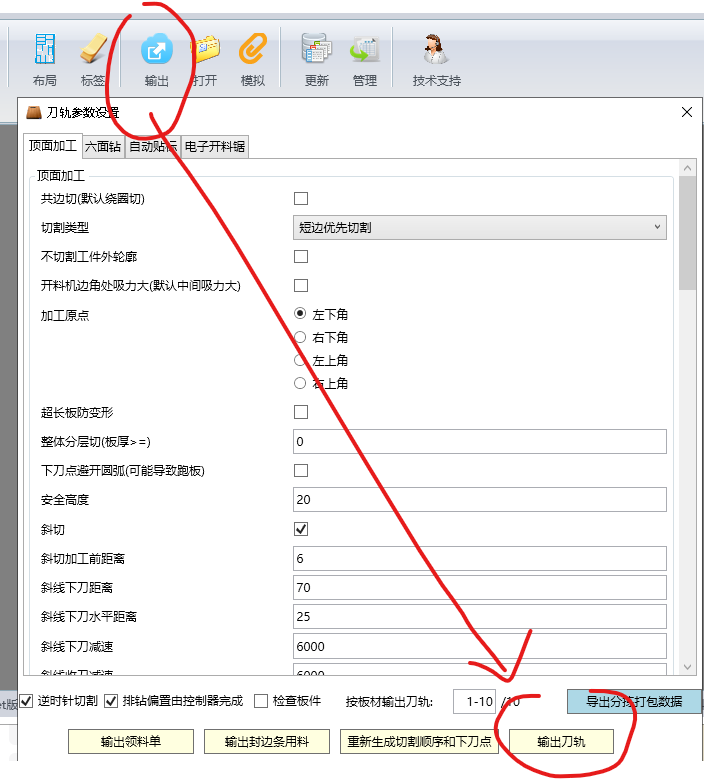 布局 标签 输出 打开 模拟 更新 管理 技术支持
刀轨参数设置
顶面加工 六面钻 自动贴标 电子开料锯
顶面加工
共边切(默认绕圈切)
切割类型 短边优先切割
不切割工件外轮廓
开料机边角处吸力大(默认中间吸力大)
加工原点 左下角
右下角
左上角
右上角
超长板防变形
整体分层切(板厚>=) 0
下刀点避开圆弧(可能导致跑板)
安全高度 20
斜切
斜切加工前距离 6
斜线下刀距离 70
斜线下刀水平距离 25
斜线下刀减速 6000
斜线收刀减速 6000
et版 逆时针切割 排钻偏置由控制器完成 检查板件 按板材输出刀轨: 1-10 /10 导出分拣打包数据
输出领料单 输出封边条用料 重新生成切割顺序和下刀点 输出刀轨